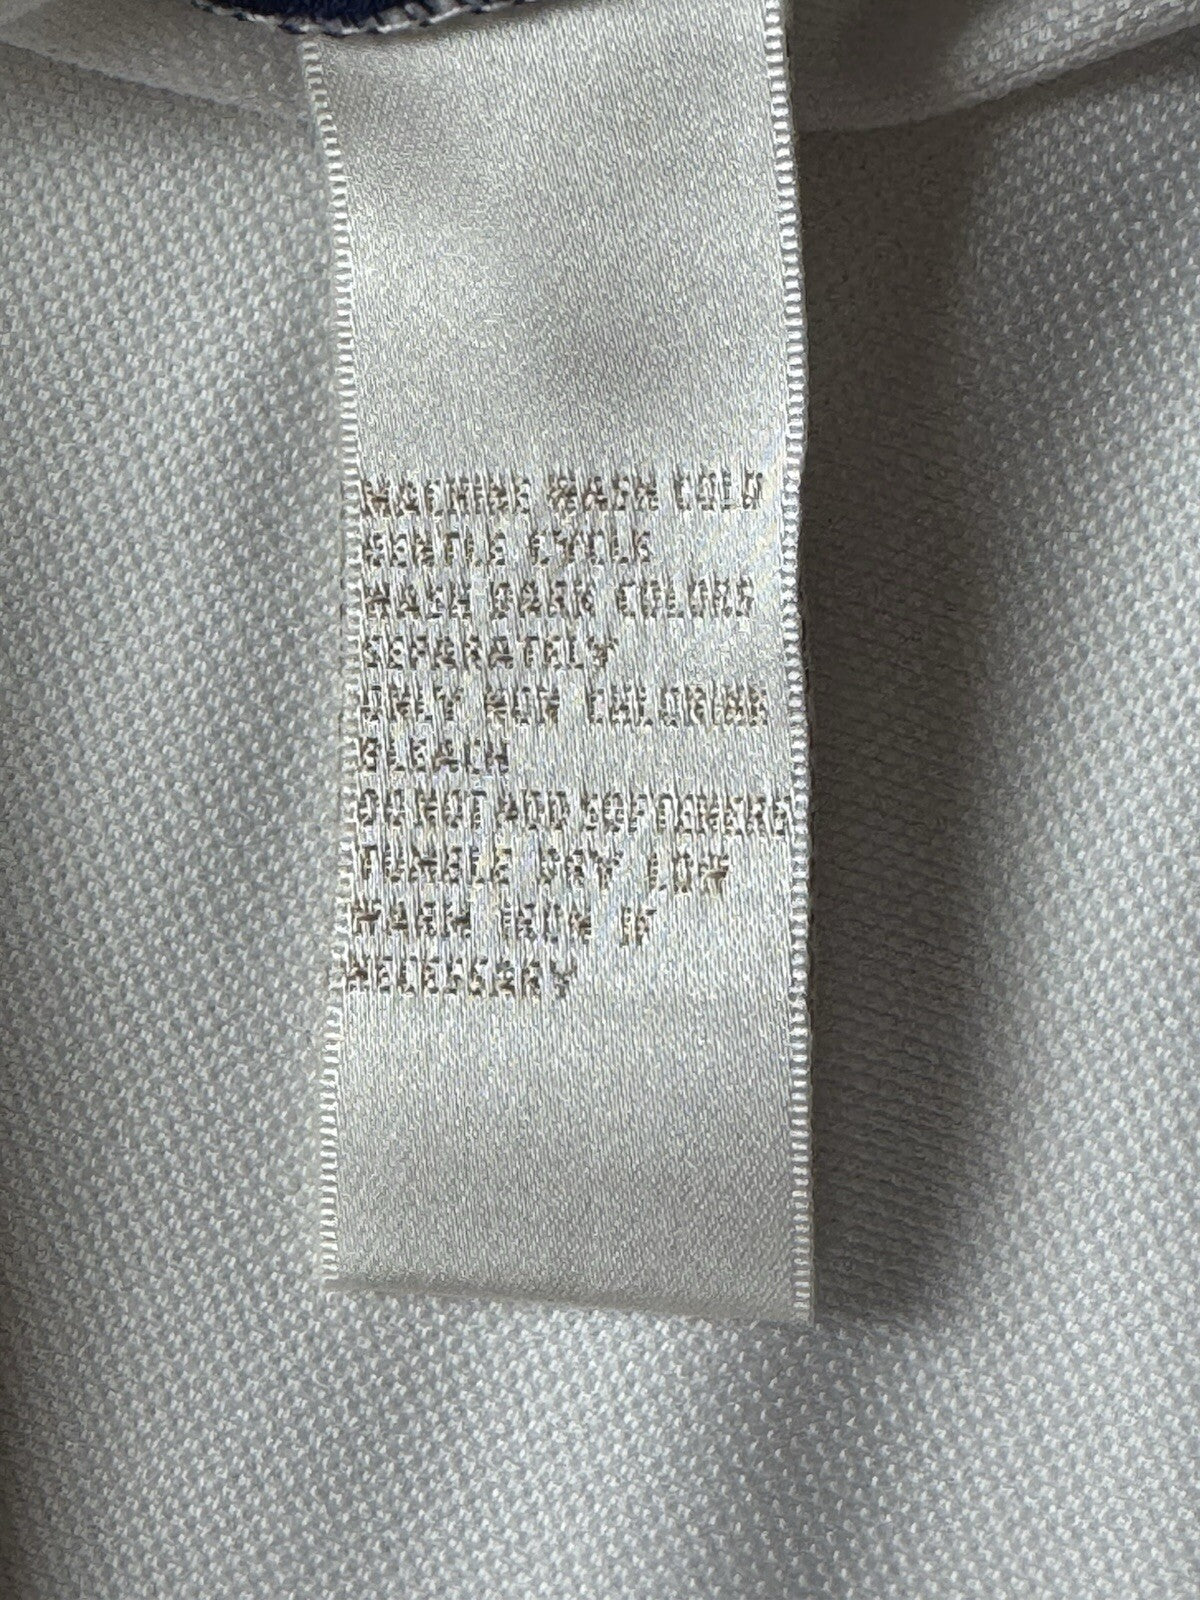 MACHINE WASH COLD
GENTLE CYCLE
WASH DARK COLORS
SEPARATELY
ONLY NON CHLORINE
BLEACH
DO NOT ADD SOFTENERS
TUMBLE DRY LOW
WARM IRON IF
NECESSARY